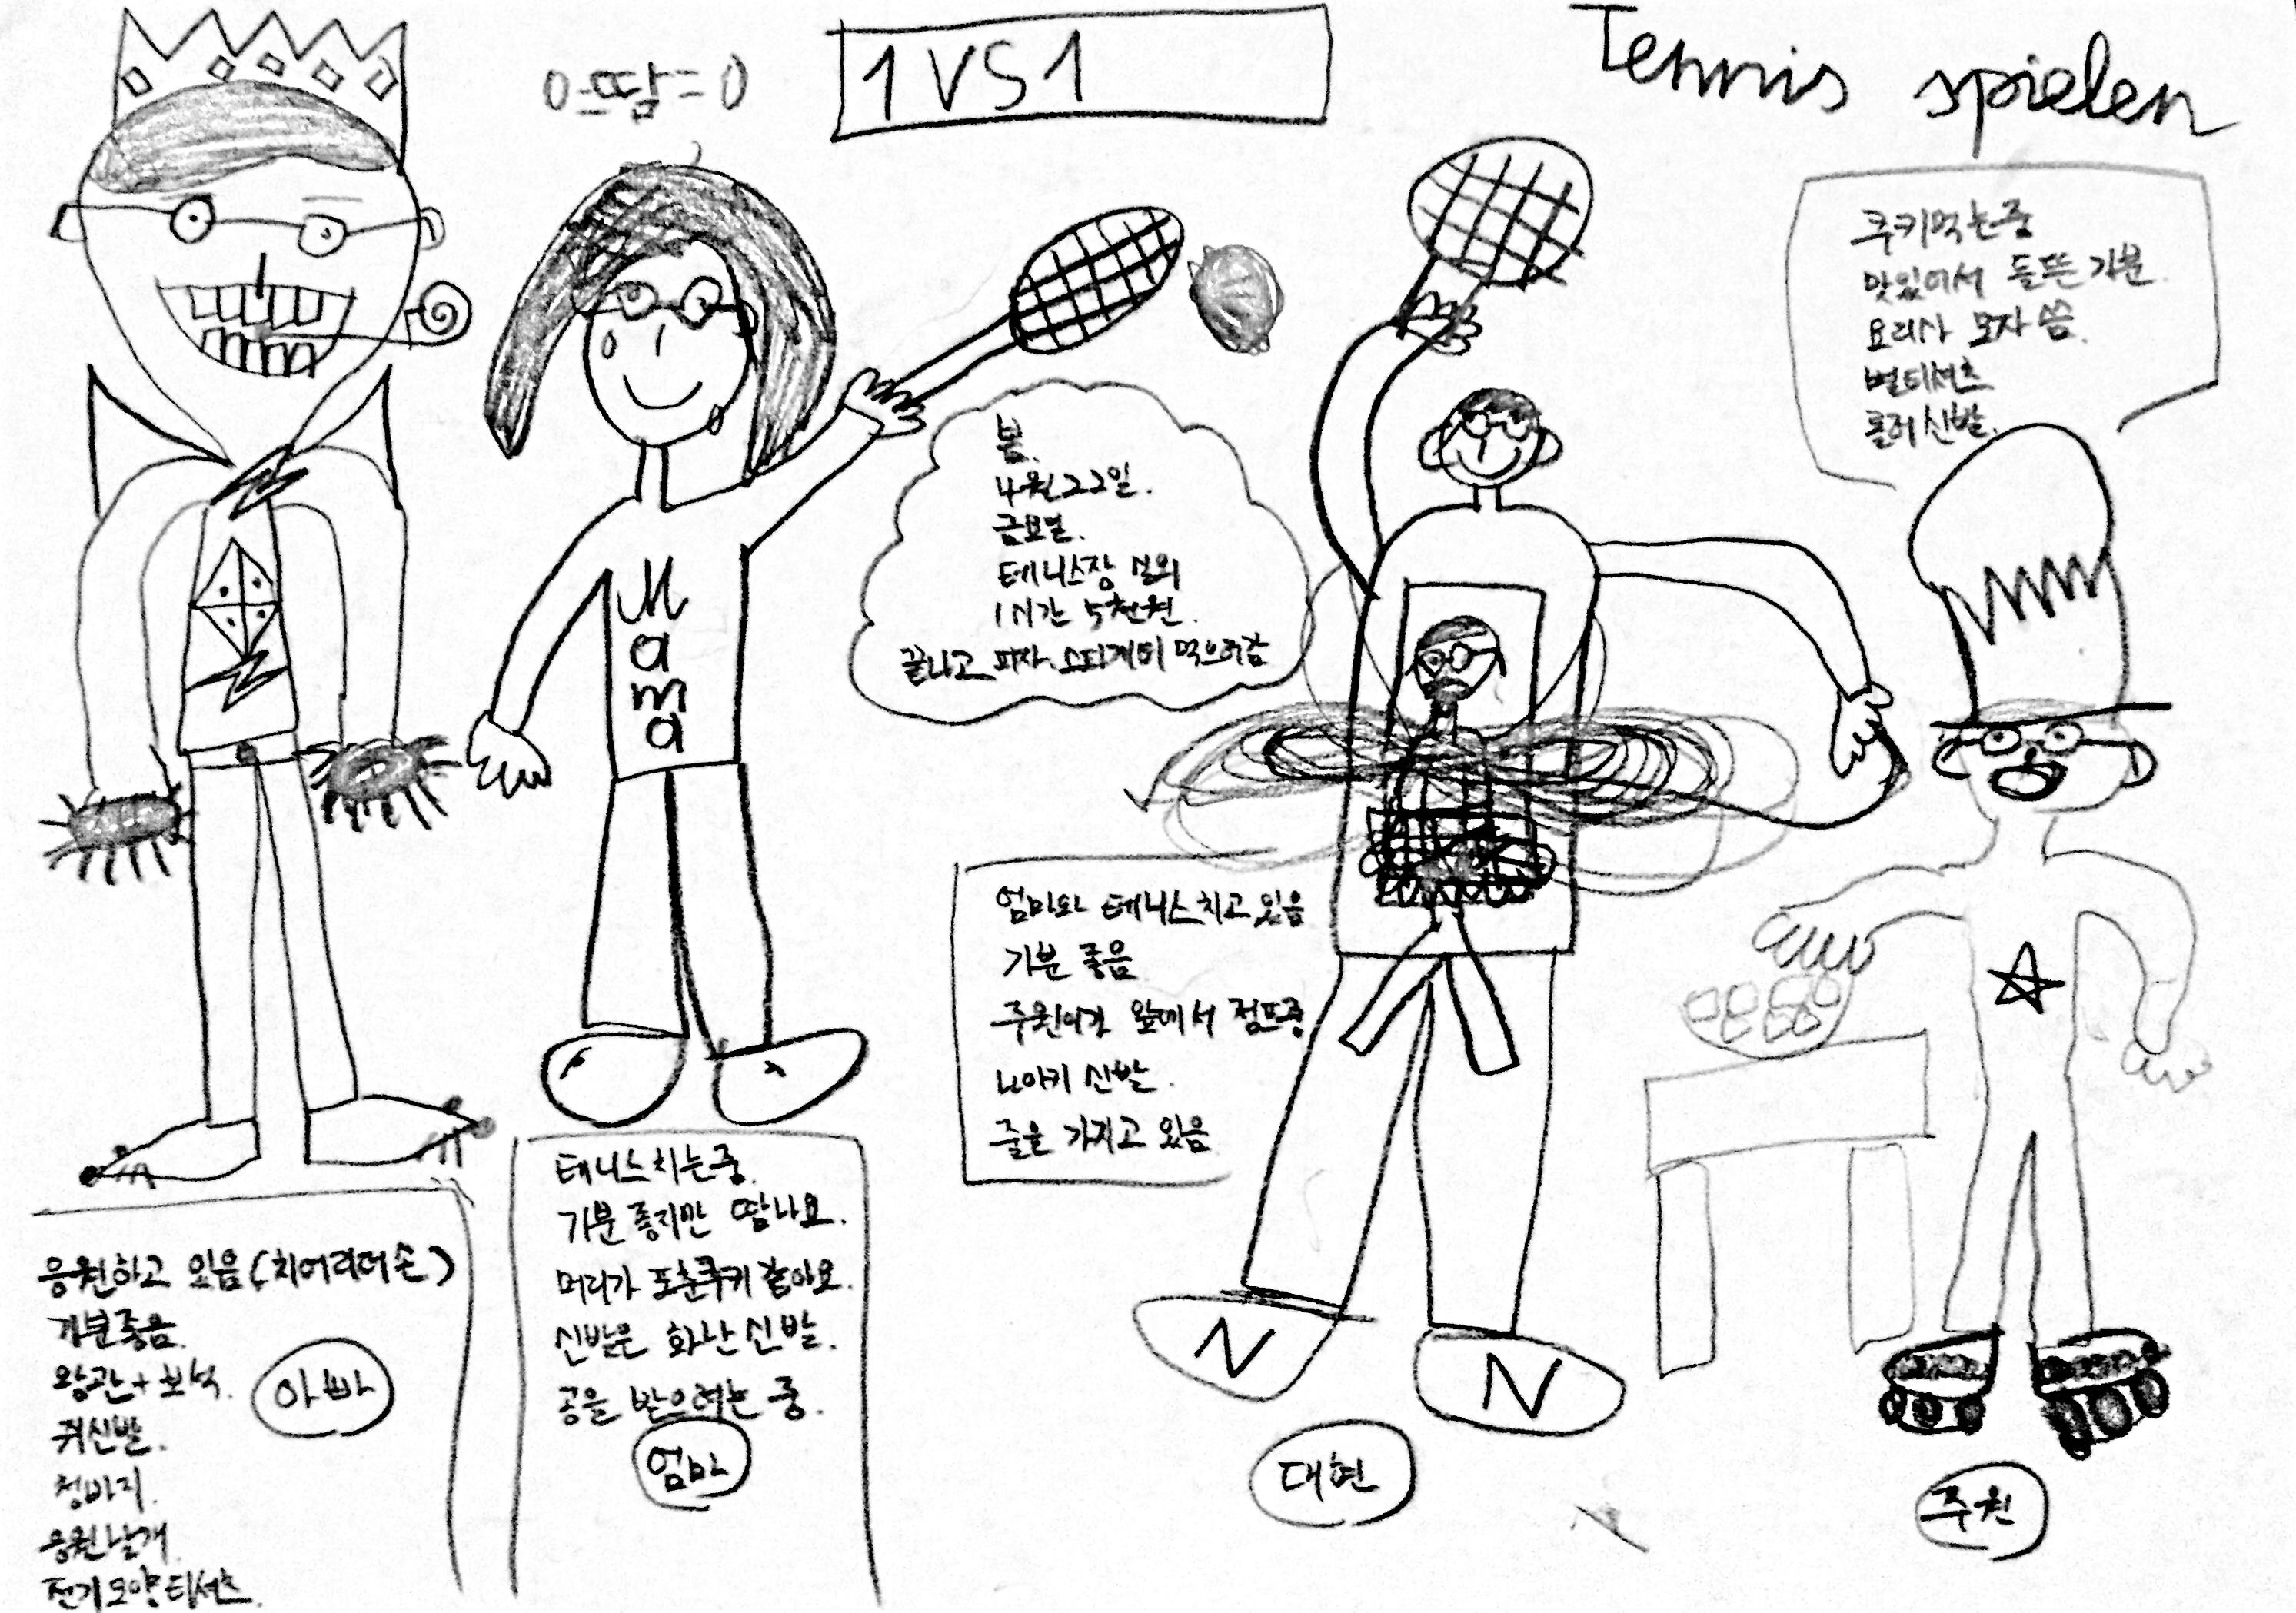 0=땀=0
1 VS 1
Tennis spielen
쿠키먹는중
맛있어서 들뜬 기분.
요리사 모자 씀.
별티셔츠
롤러신발.
봄.
4월 22일.
금요일.
테니스장 실외
1시간 5천원.
끝나고 피자. 스파게티 먹으러감
Mama
엄마와 테니스치고 있음
기분 좋음
주원이가 앞에서 점프중
나이키 신발.
줄을 가지고 있음
테니스치는중.
기분 좋지만 땀나요.
머리가 포춘쿠키 같아요.
신발은 화난 신발.
공을 받으려는 중.
엄마
응원하고 있음 (치어리더 손)
기분좋음.
왕관+보석.
쥐신발.
청바지.
응원날개.
전기모양티셔츠.
아빠
N
N
대현
주원